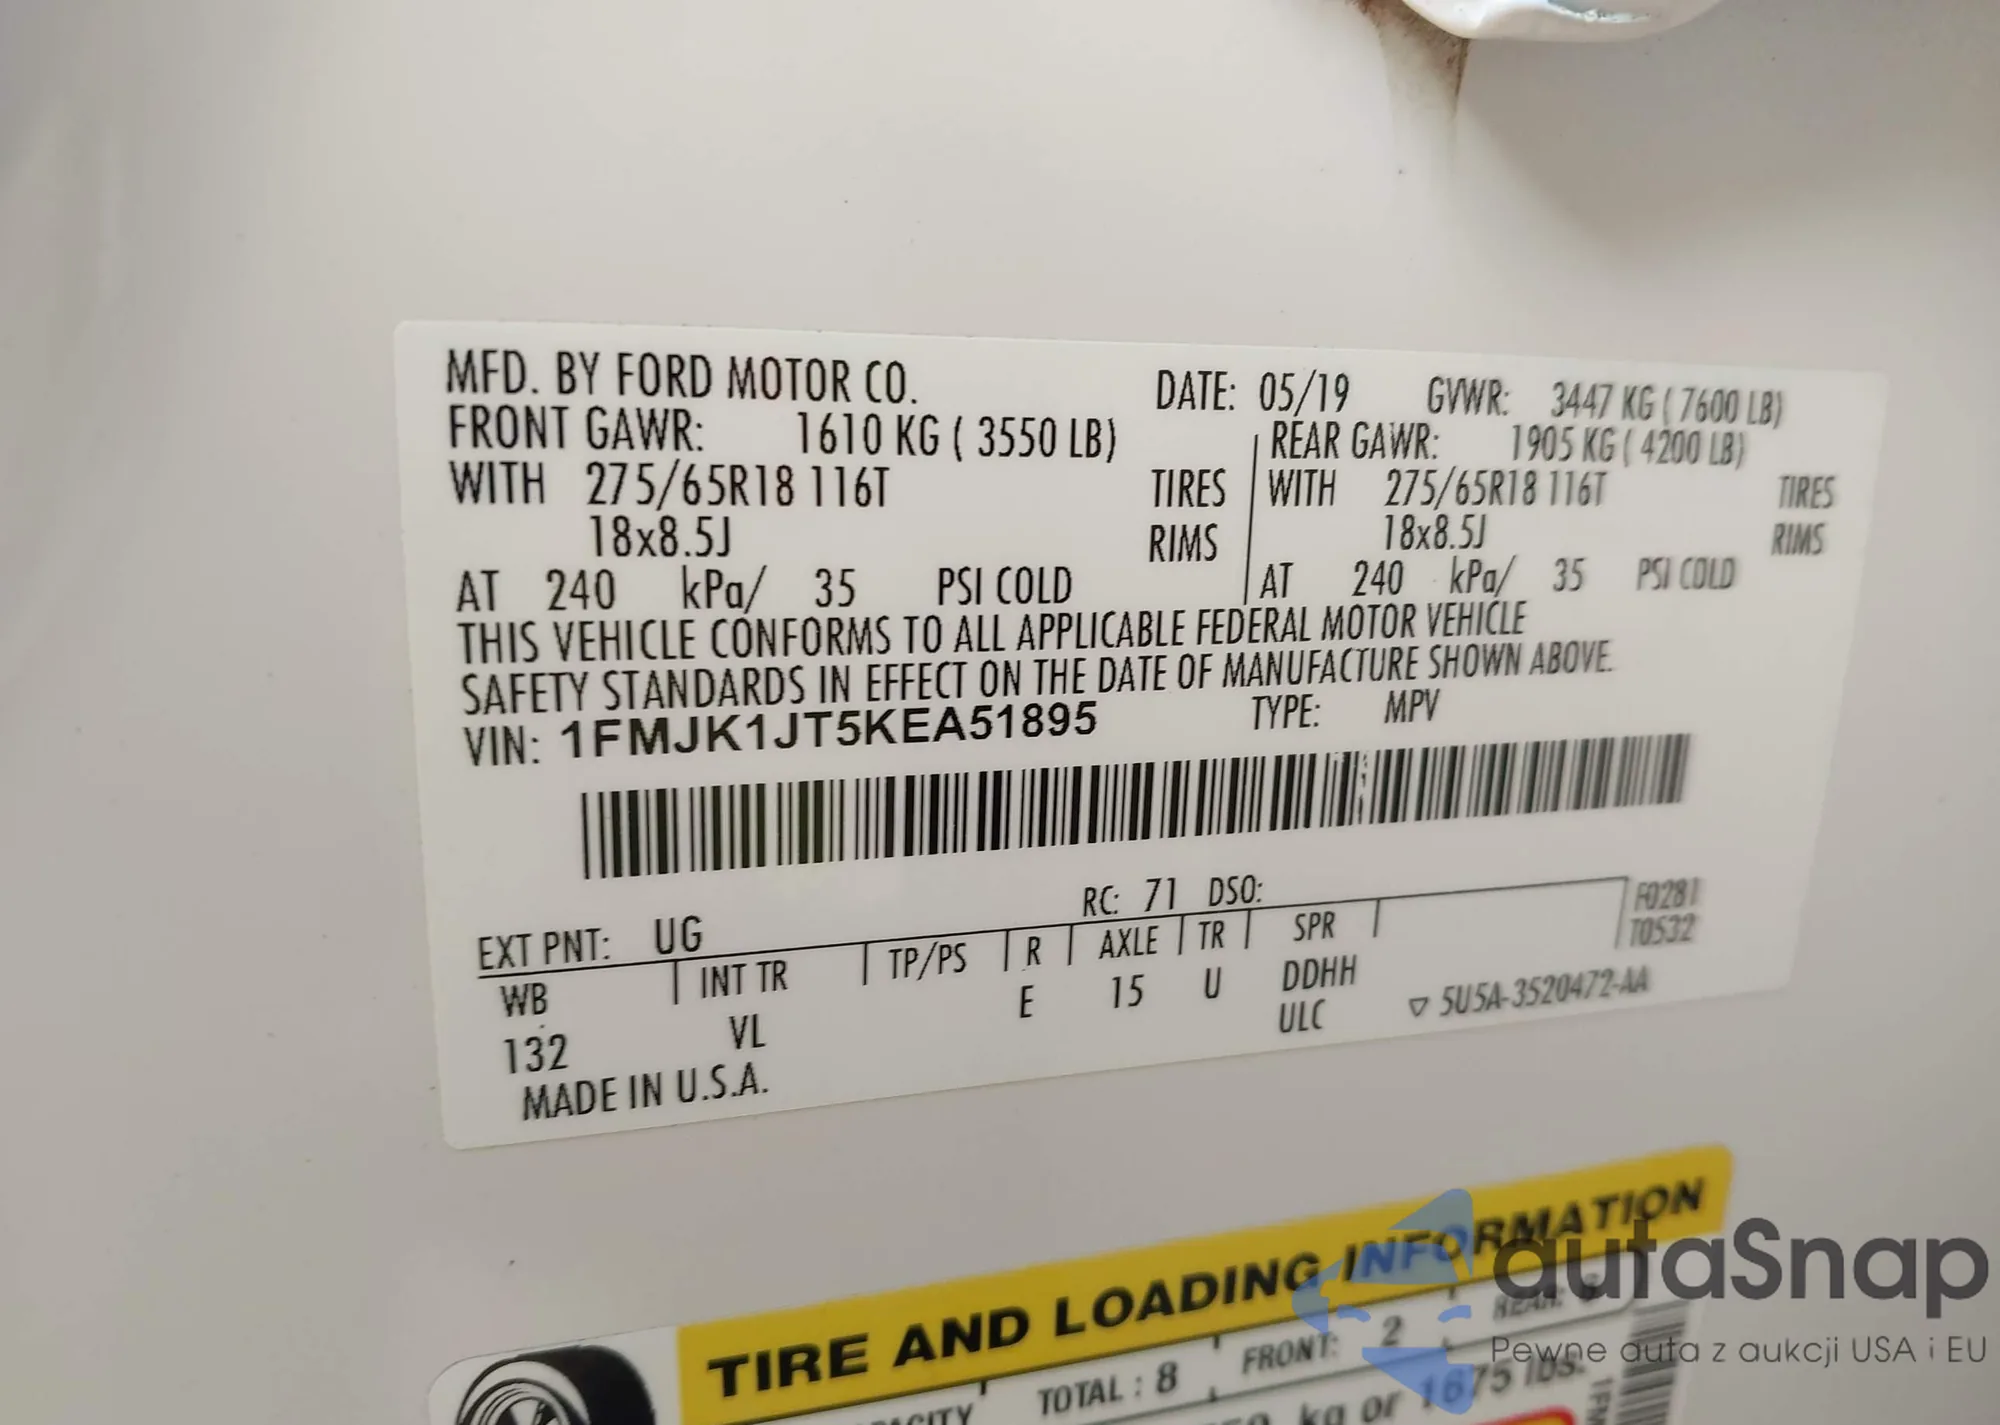 MFD. BY FORD MOTOR CO. DATE: 05/19 GVWR: 3447 KG ( 7600 LB)
FRONT GAWR: 1610 KG ( 3550 LB) REAR GAWR: 1905 KG ( 4200 LB)
WITH 275/65R18 116T TIRES WITH 275/65R18 116T TIRES
18x8.5J RIMS 18x8.5J RIMS
AT 240 kPa/ 35 PSI COLD AT 240 kPa/ 35 PSI COLD
THIS VEHICLE CONFORMS TO ALL APPLICABLE FEDERAL MOTOR VEHICLE
SAFETY STANDARDS IN EFFECT ON THE DATE OF MANUFACTURE SHOWN ABOVE.
VIN: 1FMJK1JT5KEA51895 TYPE: MPV
EXT PNT: UG RC: 71 DSO: F0281
T0532
WB INT TR TP/PS R AXLE TR SPR
132 VL E 15 U DDHH
ULC ▽ 5U5A-3520472-AA
MADE IN U.S.A.
TIRE AND LOADING INFORMATION
TOTAL : 8 FRONT: 2 REAR:
kg or 1675 lbs.
autaSnap
Pewne auta z aukcji USA i EU